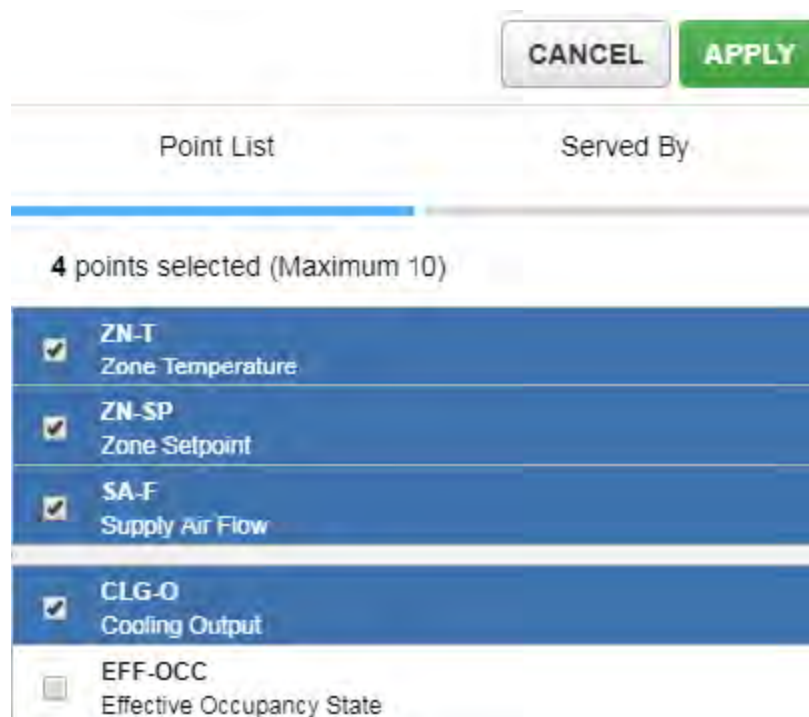 CANCEL APPLY
Point List Served By
4 points selected (Maximum 10)
ZN-T
Zone Temperature
ZN-SP
Zone Setpoint
SA-F
Supply Air Flow
CLG-O
Cooling Output
EFF-OCC
Effective Occupancy State